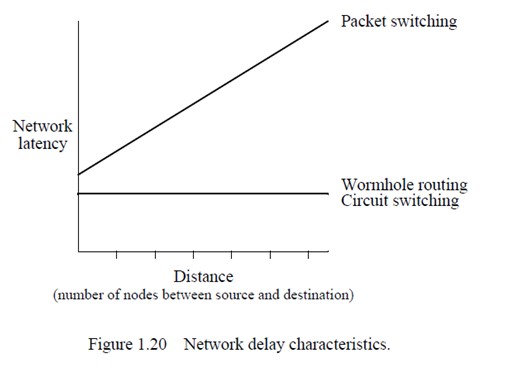 Packet switching
Network
latency
Wormhole routing
Circuit switching
Distance
(number of nodes between source and destination)
Figure 1.20 Network delay characteristics.